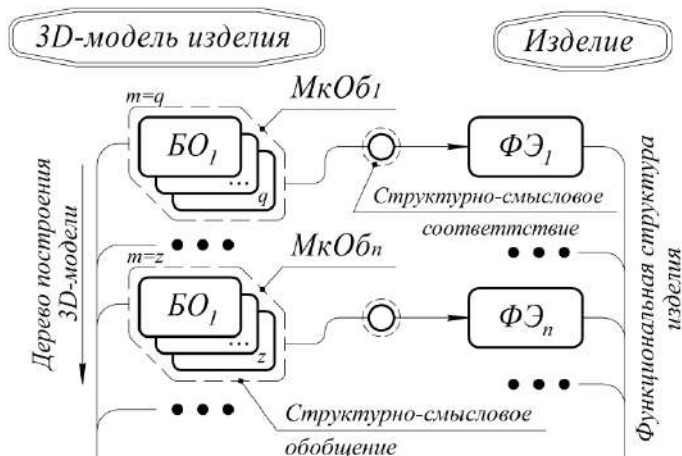 3D-модель изделия
Изделие
m=q
МкОб1
БО1
...
q
ФЭ1
Структурно-смысловое
соответтствие
m=z
МкОбn
БО1
...
z
ФЭn
Структурно-смысловое
обобщение
Дерево построения
3D-модели
Функциональная структура
изделия